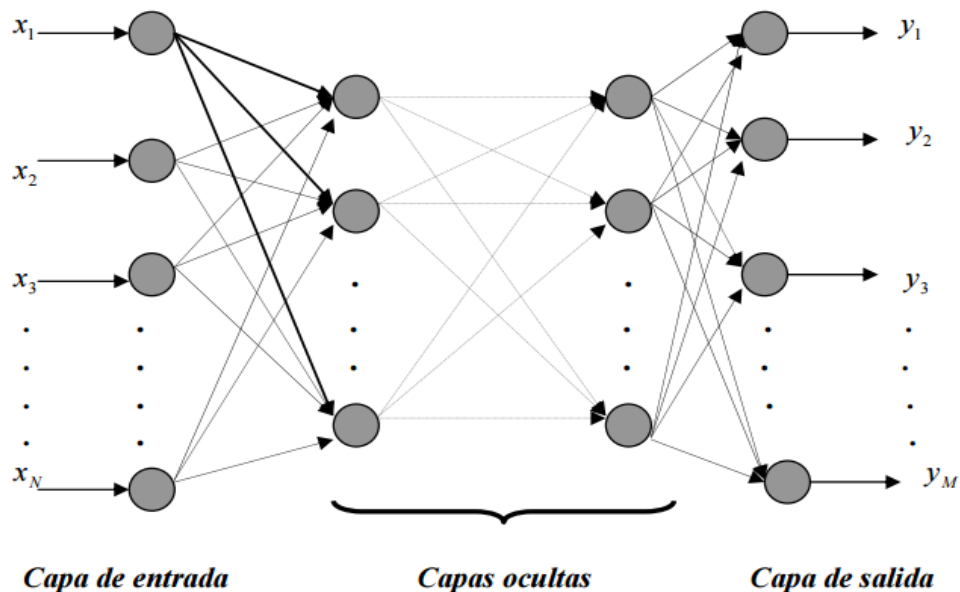 x1
y1
x2
y2
x3
y3
xN
yM
Capa de entrada
Capas ocultas
Capa de salida